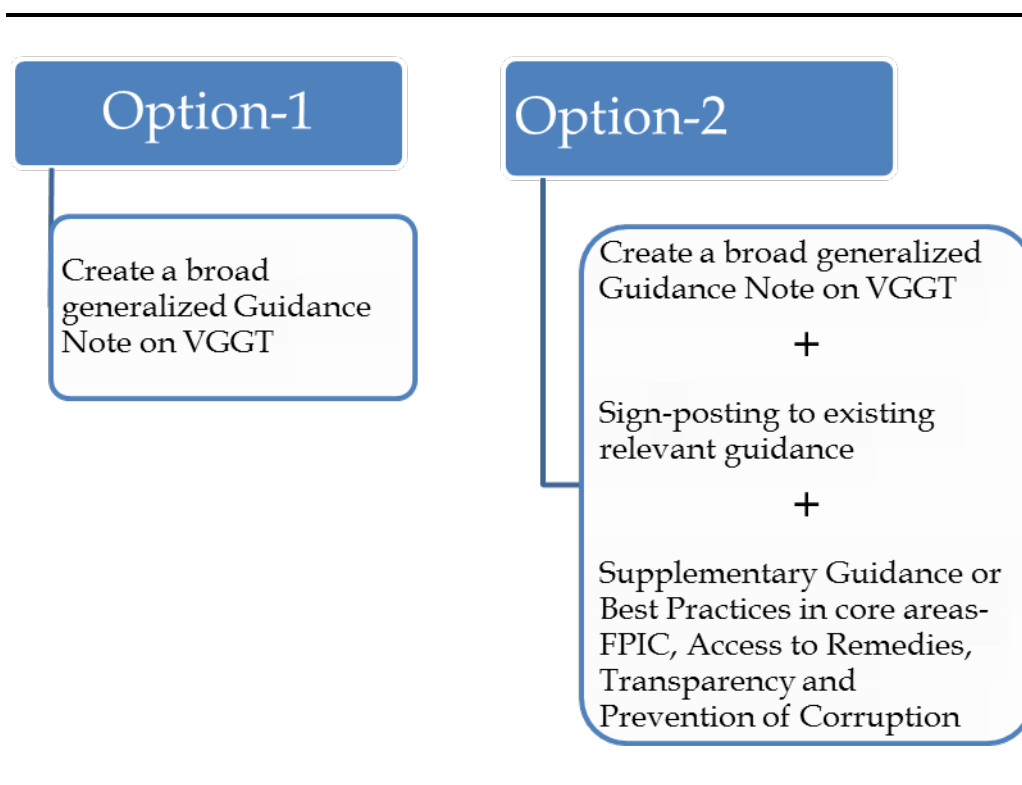 Option-1
Create a broad
generalized Guidance
Note on VGGT
Option-2
Create a broad generalized
Guidance Note on VGGT
+
Sign-posting to existing
relevant guidance
+
Supplementary Guidance or
Best Practices in core areas-
FPIC, Access to Remedies,
Transparency and
Prevention of Corruption